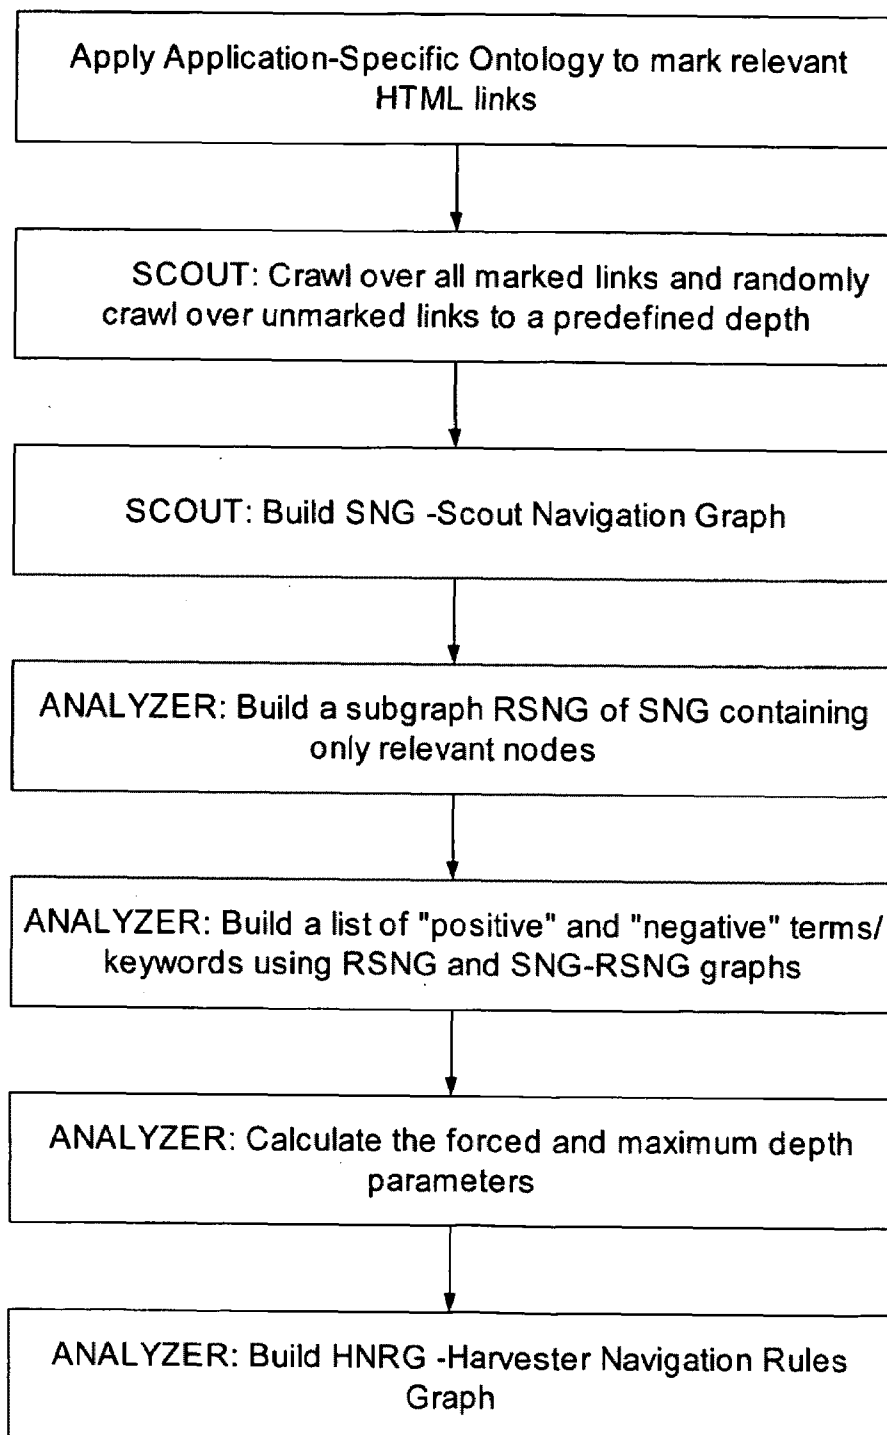 Apply Application-Specific Ontology to mark relevant
HTML links
SCOUT: Crawl over all marked links and randomly
crawl over unmarked links to a predefined depth
SCOUT: Build SNG -Scout Navigation Graph
ANALYZER: Build a subgraph RSNG of SNG containing
only relevant nodes
ANALYZER: Build a list of "positive" and "negative" terms/
keywords using RSNG and SNG-RSNG graphs
ANALYZER: Calculate the forced and maximum depth
parameters
ANALYZER: Build HNRG -Harvester Navigation Rules
Graph